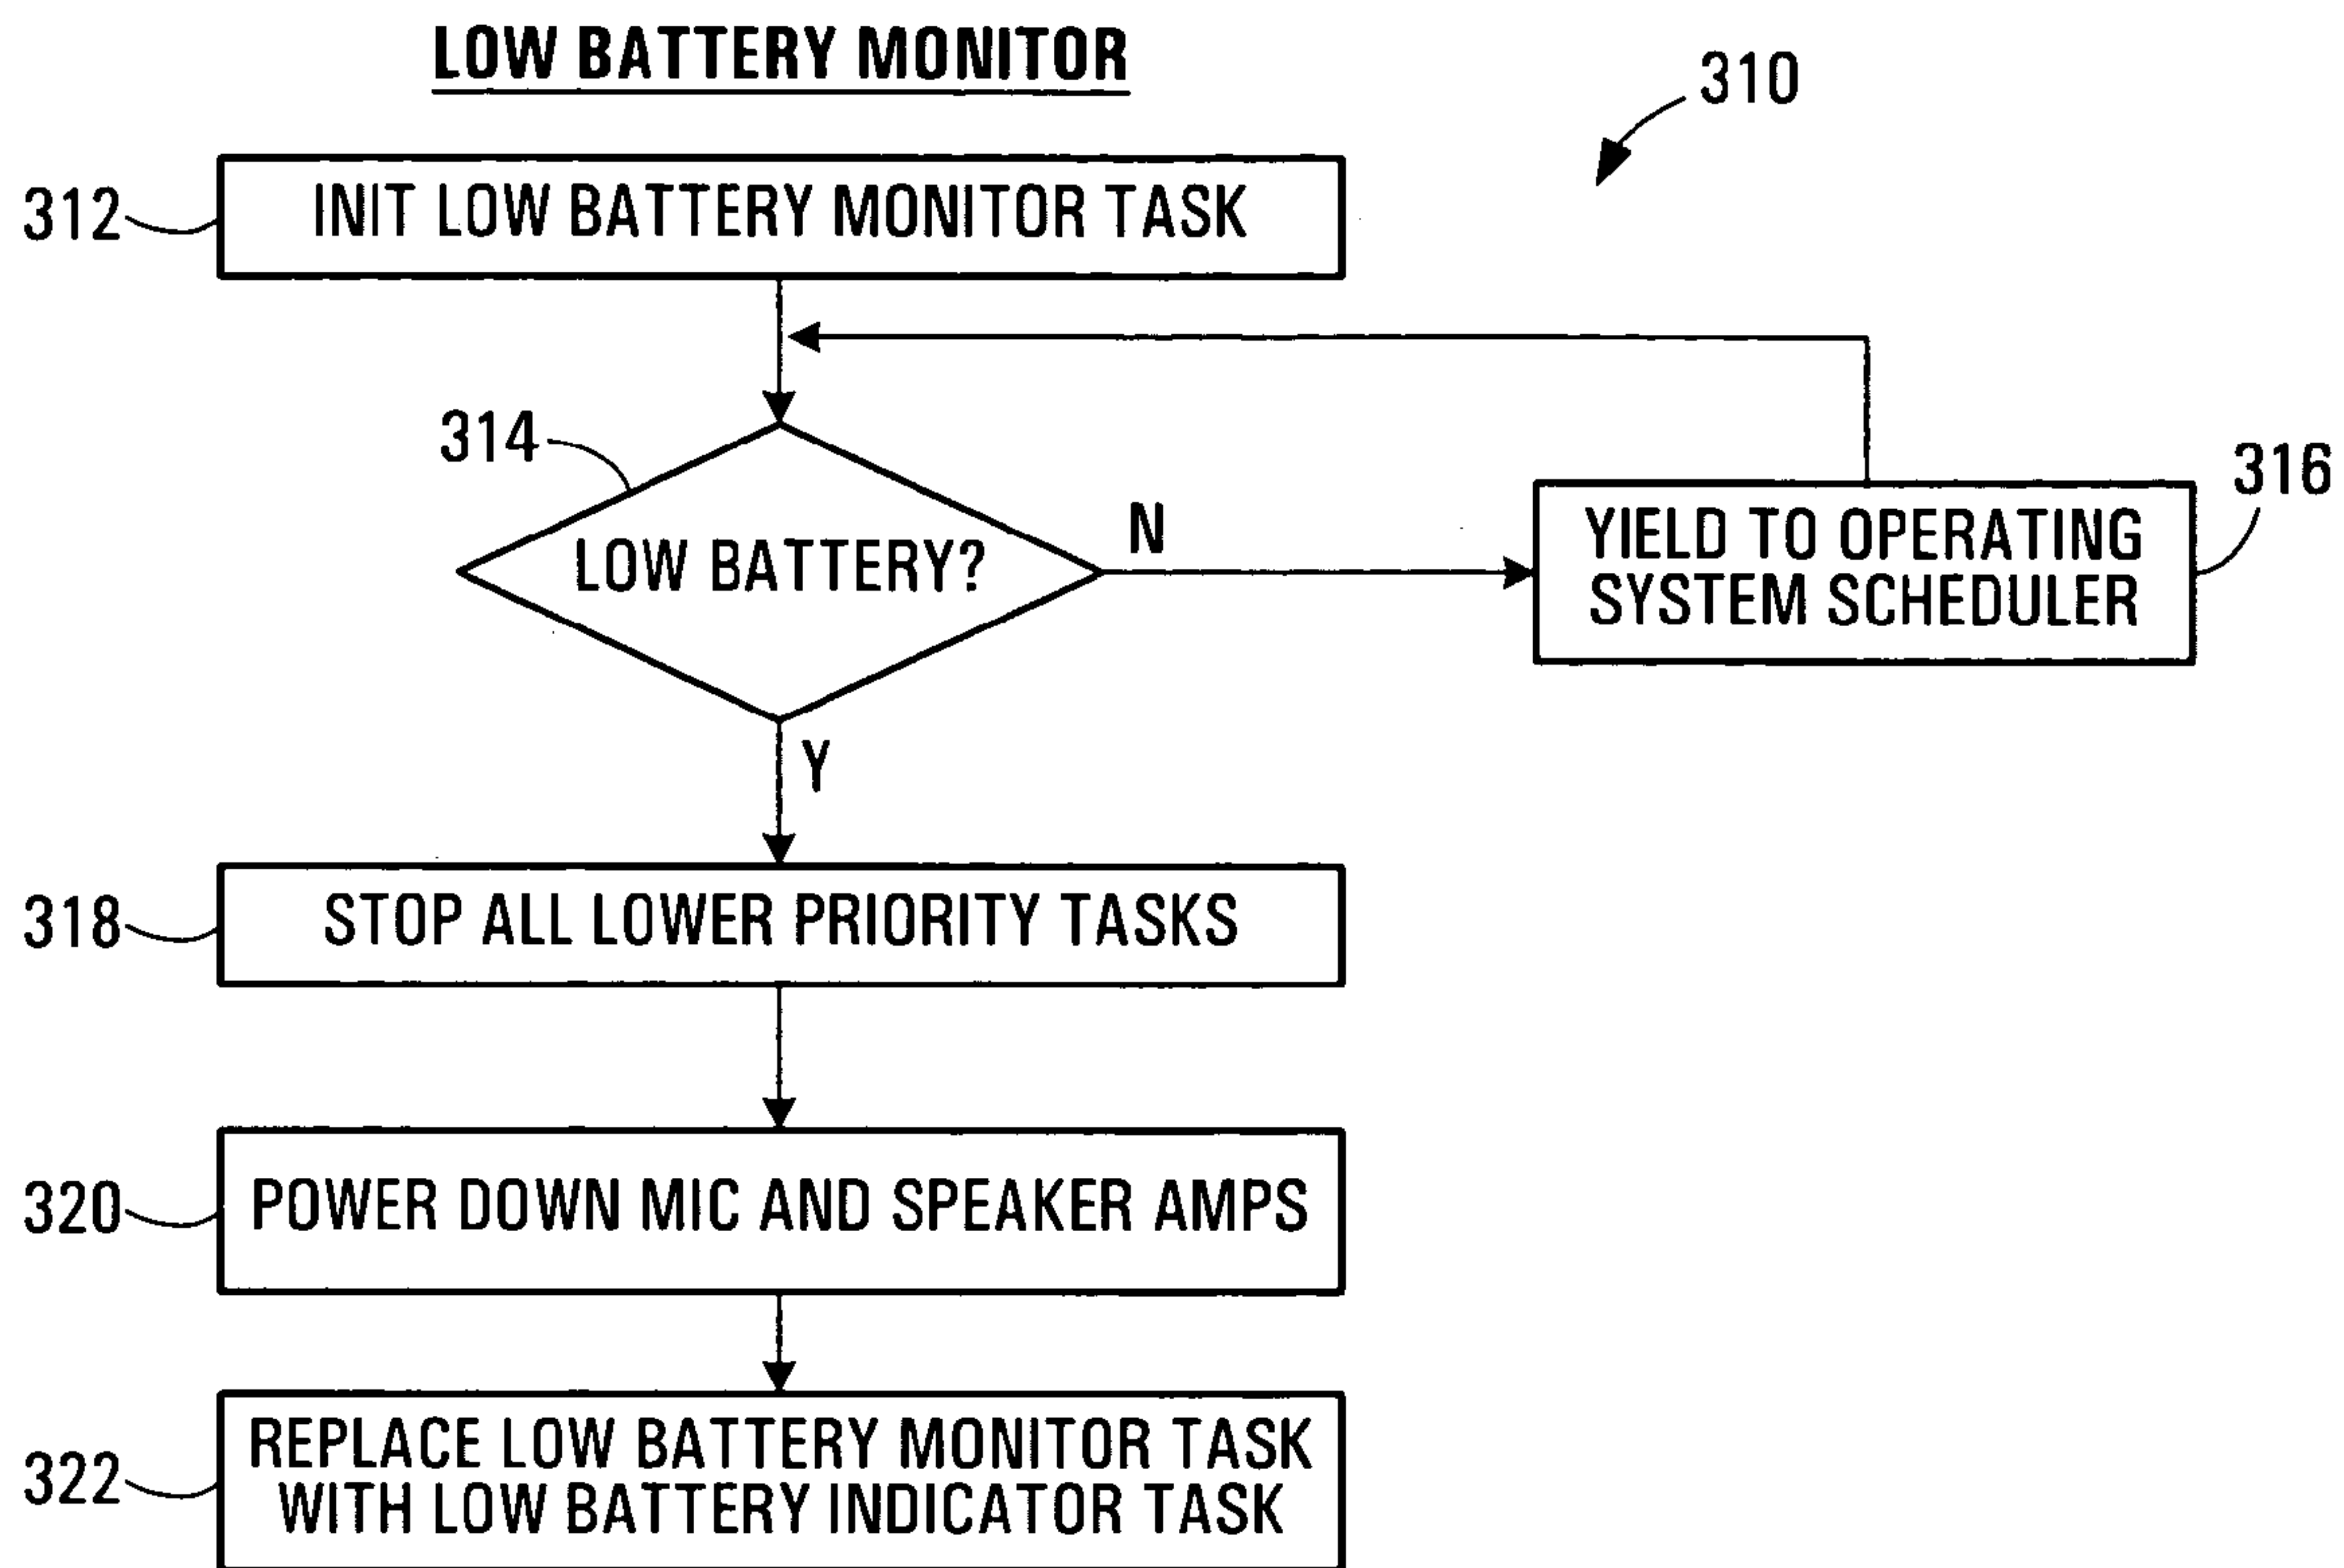 LOW BATTERY MONITOR
310
312
INIT LOW BATTERY MONITOR TASK
314
LOW BATTERY?
N
316
YIELD TO OPERATING
SYSTEM SCHEDULER
Y
318
STOP ALL LOWER PRIORITY TASKS
320
POWER DOWN MIC AND SPEAKER AMPS
322
REPLACE LOW BATTERY MONITOR TASK
WITH LOW BATTERY INDICATOR TASK